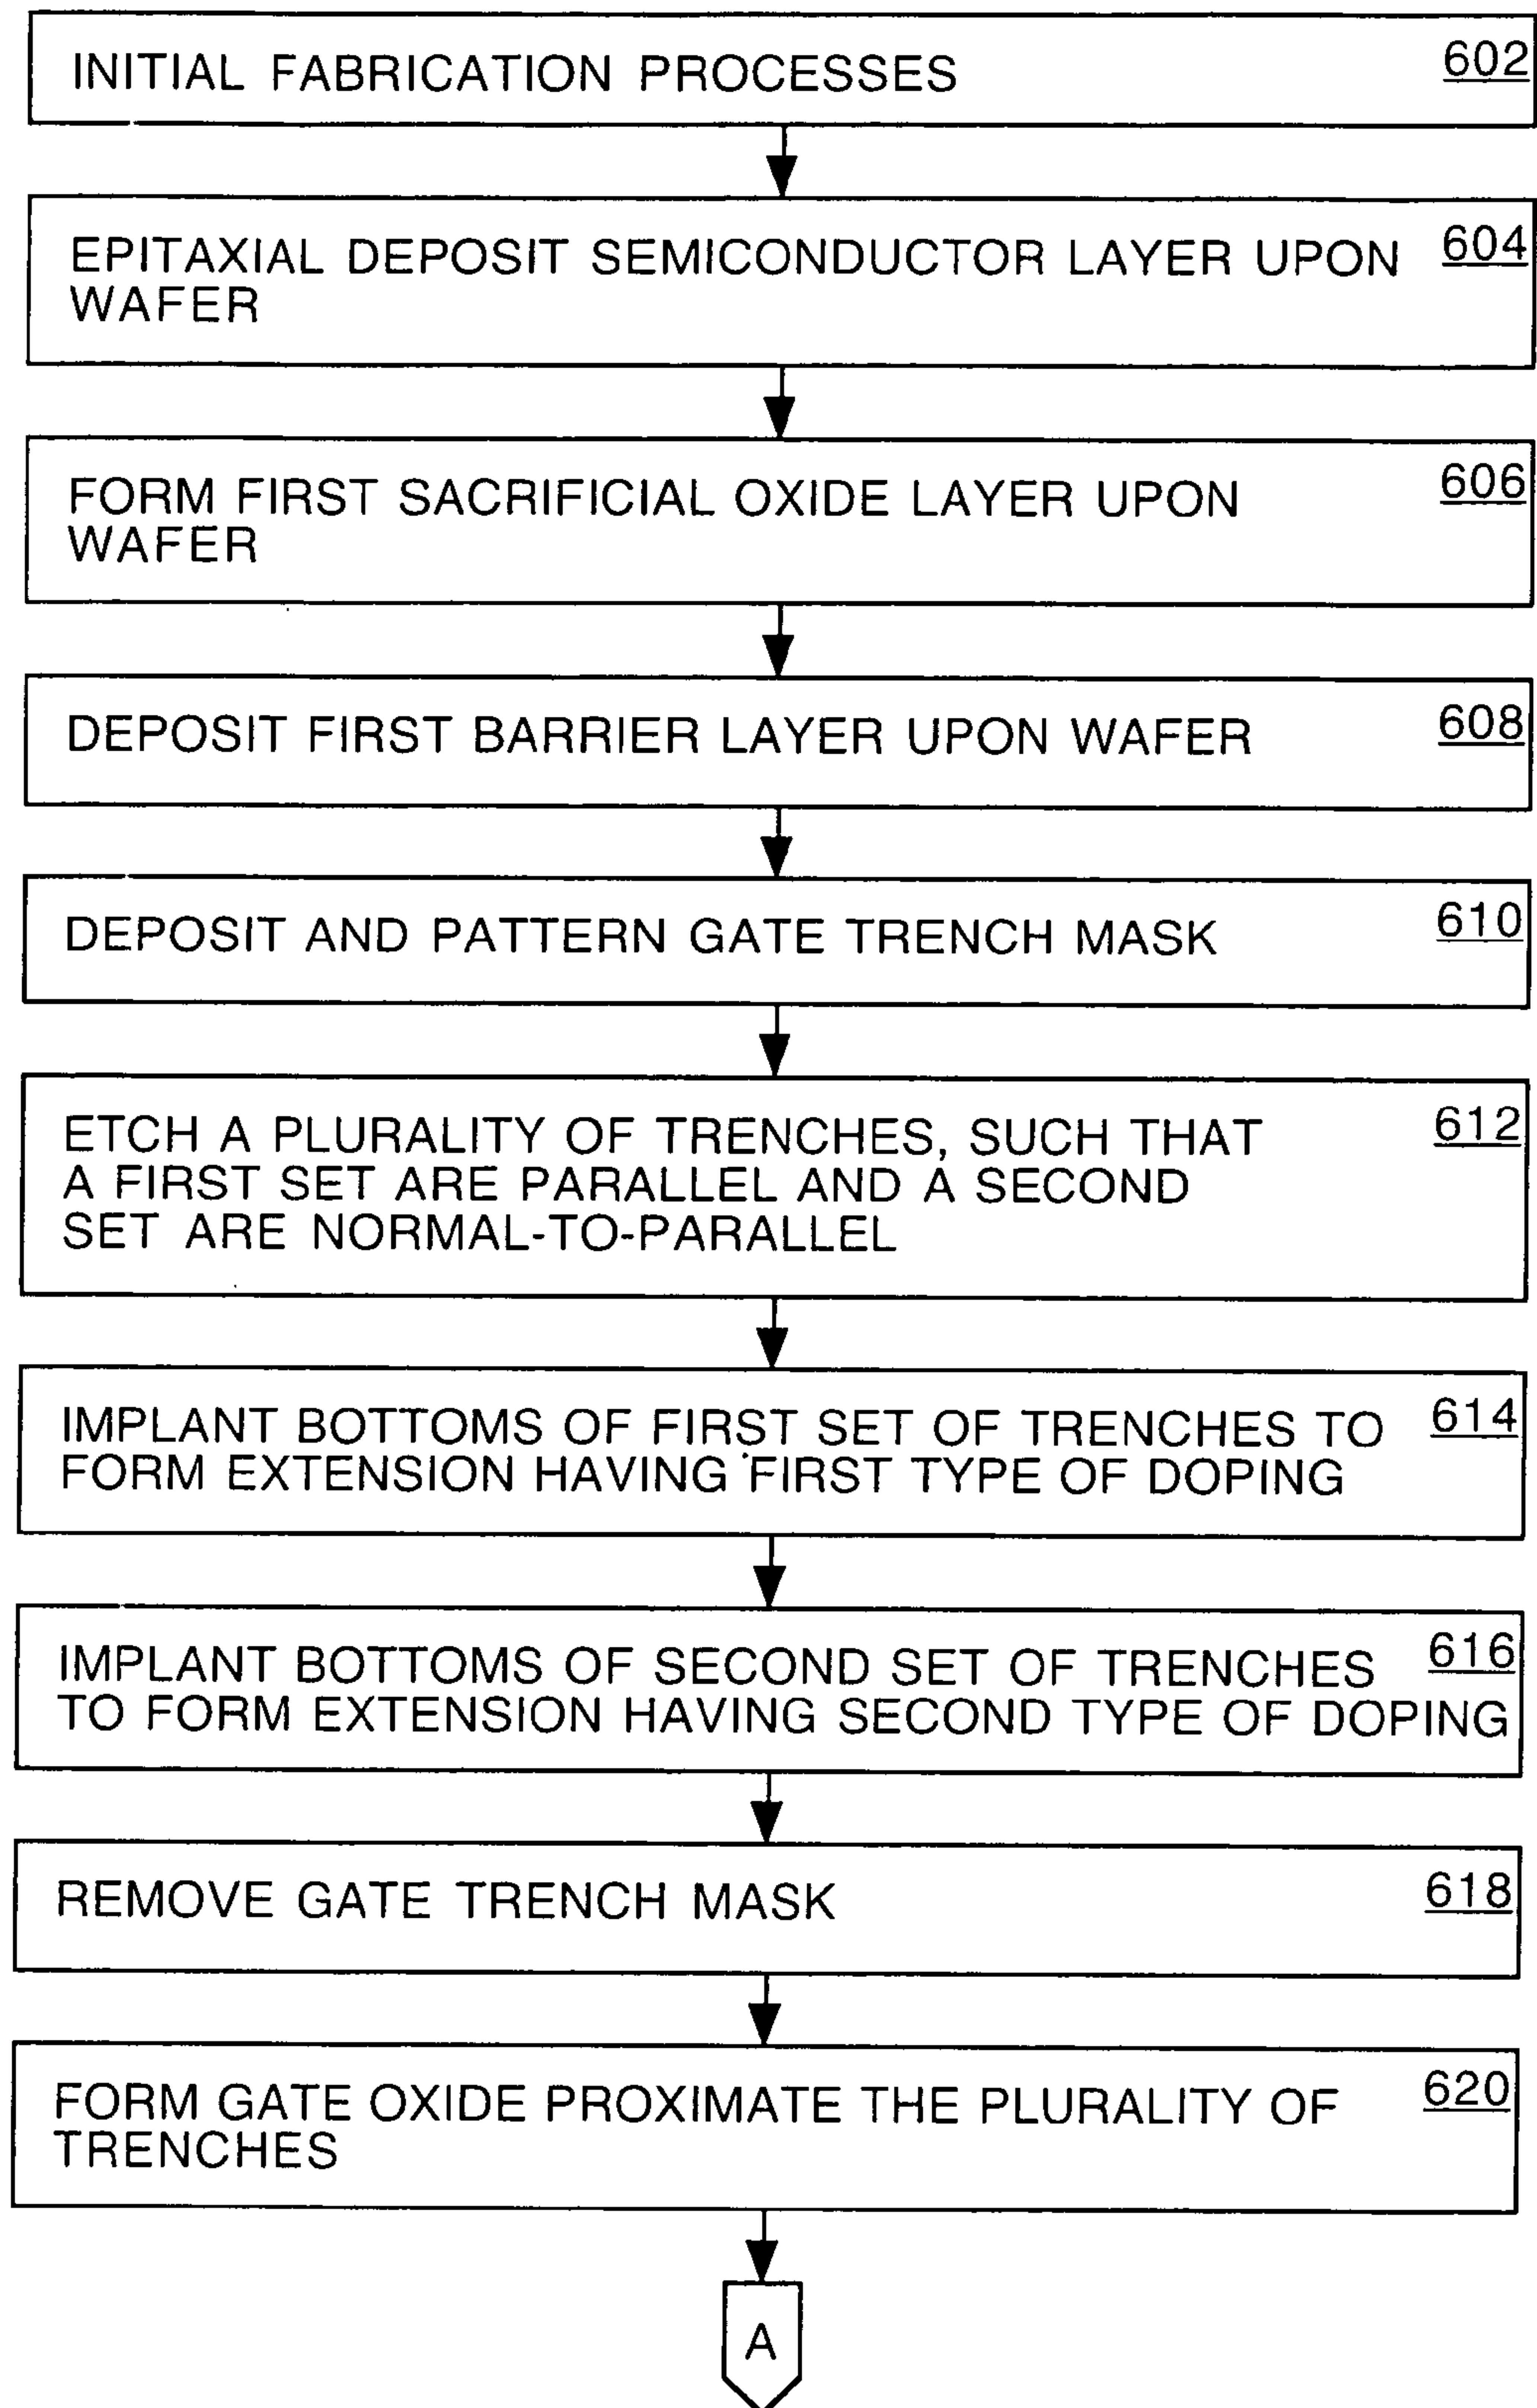 INITIAL FABRICATION PROCESSES 602
EPITAXIAL DEPOSIT SEMICONDUCTOR LAYER UPON 604
WAFER
FORM FIRST SACRIFICIAL OXIDE LAYER UPON 606
WAFER
DEPOSIT FIRST BARRIER LAYER UPON WAFER 608
DEPOSIT AND PATTERN GATE TRENCH MASK 610
ETCH A PLURALITY OF TRENCHES, SUCH THAT 612
A FIRST SET ARE PARALLEL AND A SECOND
SET ARE NORMAL-TO-PARALLEL
IMPLANT BOTTOMS OF FIRST SET OF TRENCHES TO 614
FORM EXTENSION HAVING FIRST TYPE OF DOPING
IMPLANT BOTTOMS OF SECOND SET OF TRENCHES 616
TO FORM EXTENSION HAVING SECOND TYPE OF DOPING
REMOVE GATE TRENCH MASK 618
FORM GATE OXIDE PROXIMATE THE PLURALITY OF 620
TRENCHES
A